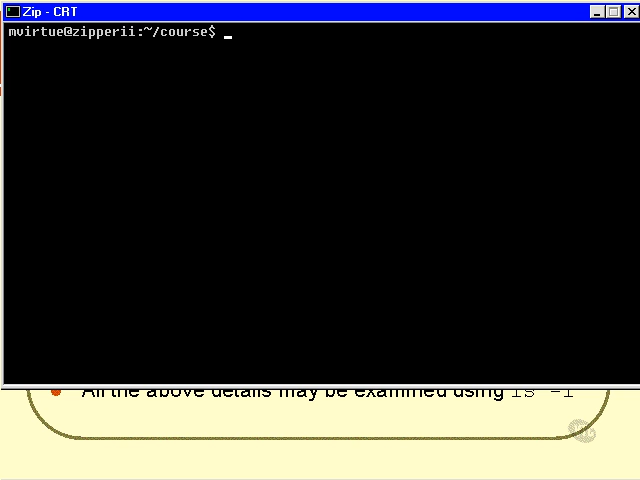 Zip - CRT
mvirtue@zipperii:~/course$
All the above details may be examined using ls -l